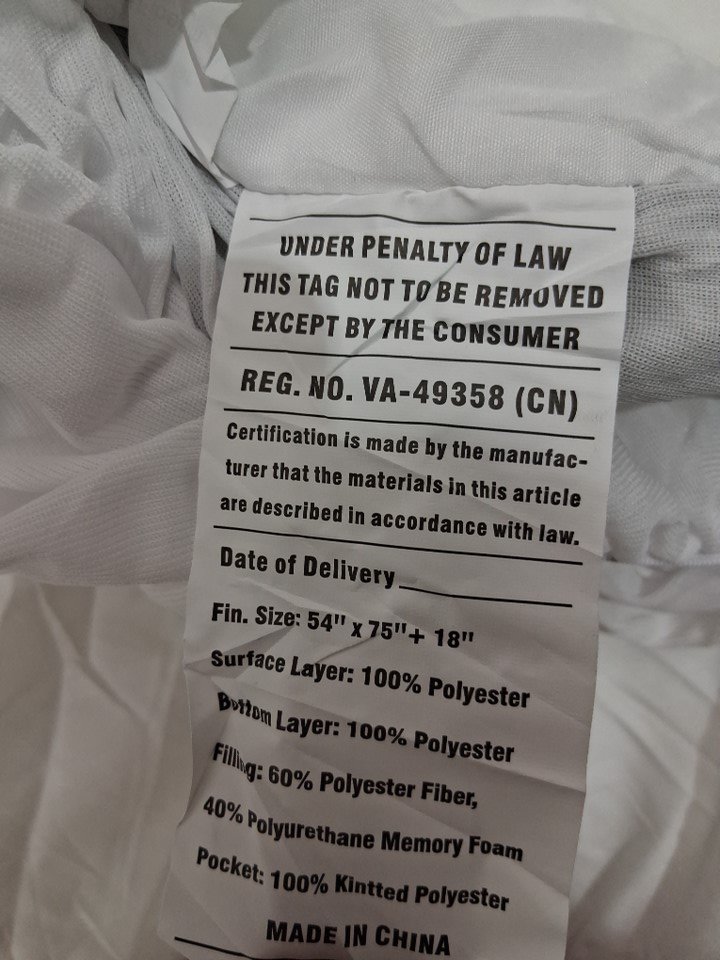 UNDER PENALTY OF LAW
THIS TAG NOT TO BE REMOVED
EXCEPT BY THE CONSUMER
REG. NO. VA-49358 (CN)
Certification is made by the manufac-
turer that the materials in this article
are described in accordance with law.
Date of Delivery
Fin. Size: 54" x 75"+ 18"
Surface Layer: 100% Polyester
Bottom Layer: 100% Polyester
Filling: 60% Polyester Fiber,
40% Polyurethane Memory Foam
Pocket: 100% Kintted Polyester
MADE IN CHINA